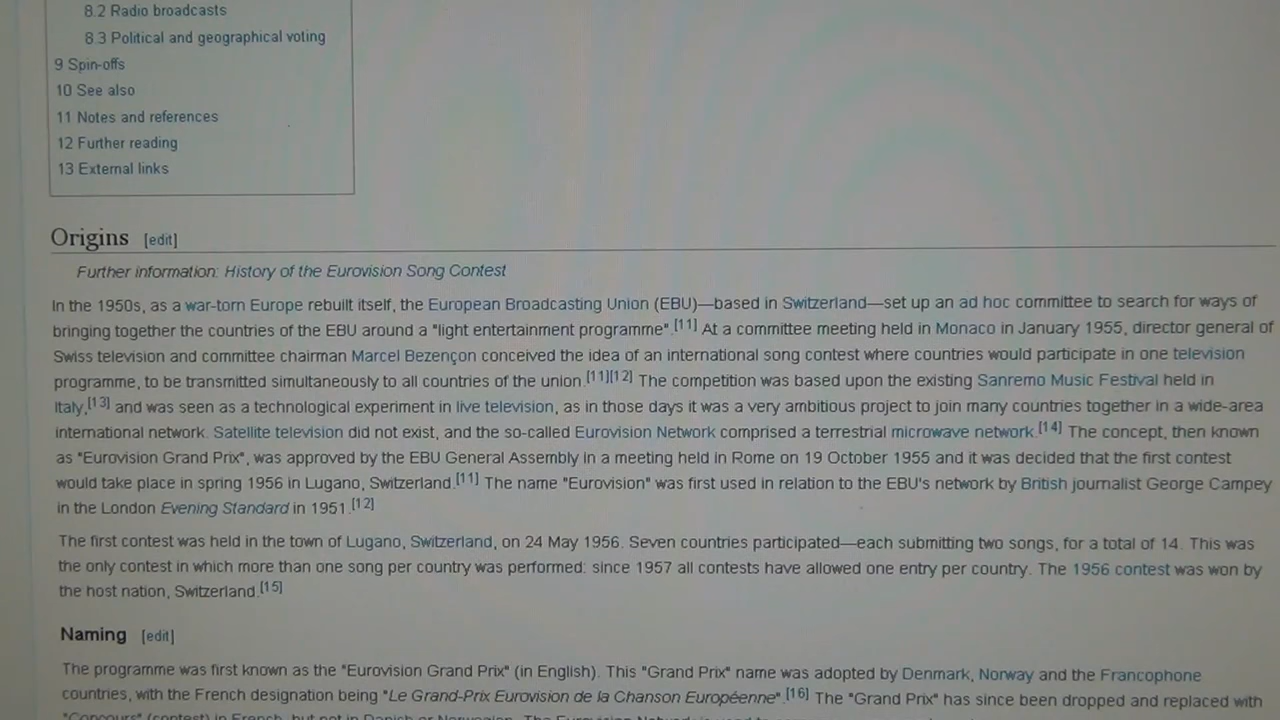 8.2 Radio broadcasts
8.3 Political and geographical voting
9 Spin-offs
10 See also
11 Notes and references
12 Further reading
13 External links
Origins [edit]
Further information: History of the Eurovision Song Contest
In the 1950s, as a war-torn Europe rebuilt itself, the European Broadcasting Union (EBU)—based in Switzerland—set up an ad hoc committee to search for ways of
bringing together the countries of the EBU around a "light entertainment programme".[11] At a committee meeting held in Monaco in January 1955, director general of
Swiss television and committee chairman Marcel Bezençon conceived the idea of an international song contest where countries would participate in one television
programme, to be transmitted simultaneously to all countries of the union.[11][12] The competition was based upon the existing Sanremo Music Festival held in
Italy,[13] and was seen as a technological experiment in live television, as in those days it was a very ambitious project to join many countries together in a wide-area
international network. Satellite television did not exist, and the so-called Eurovision Network comprised a terrestrial microwave network.[14] The concept, then known
as "Eurovision Grand Prix", was approved by the EBU General Assembly in a meeting held in Rome on 19 October 1955 and it was decided that the first contest
would take place in spring 1956 in Lugano, Switzerland.[11] The name "Eurovision" was first used in relation to the EBU's network by British journalist George Campey
in the London Evening Standard in 1951.[12]
The first contest was held in the town of Lugano, Switzerland, on 24 May 1956. Seven countries participated—each submitting two songs, for a total of 14. This was
the only contest in which more than one song per country was performed: since 1957 all contests have allowed one entry per country. The 1956 contest was won by
the host nation, Switzerland.[15]
Naming [edit]
The programme was first known as the "Eurovision Grand Prix" (in English). This "Grand Prix" name was adopted by Denmark, Norway and the Francophone
countries, with the French designation being "Le Grand-Prix Eurovision de la Chanson Européenne".[16] The "Grand Prix" has since been dropped and replaced with
"Concours" (contest) in French, but not in Danish or Norwegian. The Eurovision Network is used to